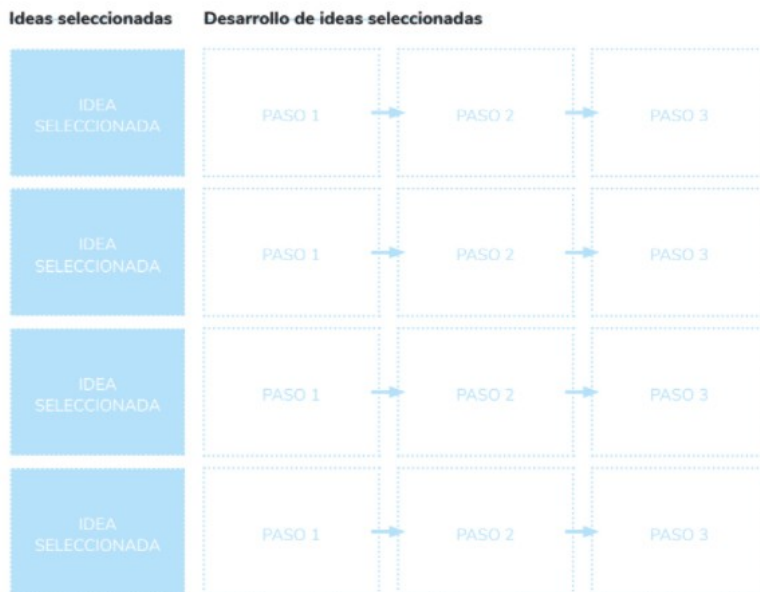 Ideas seleccionadas
Desarrollo de ideas seleccionadas
IDEA
SELECCIONADA
PASO 1
PASO 2
PASO 3
IDEA
SELECCIONADA
PASO 1
PASO 2
PASO 3
IDEA
SELECCIONADA
PASO 1
PASO 2
PASO 3
IDEA
SELECCIONADA
PASO 1
PASO 2
PASO 3